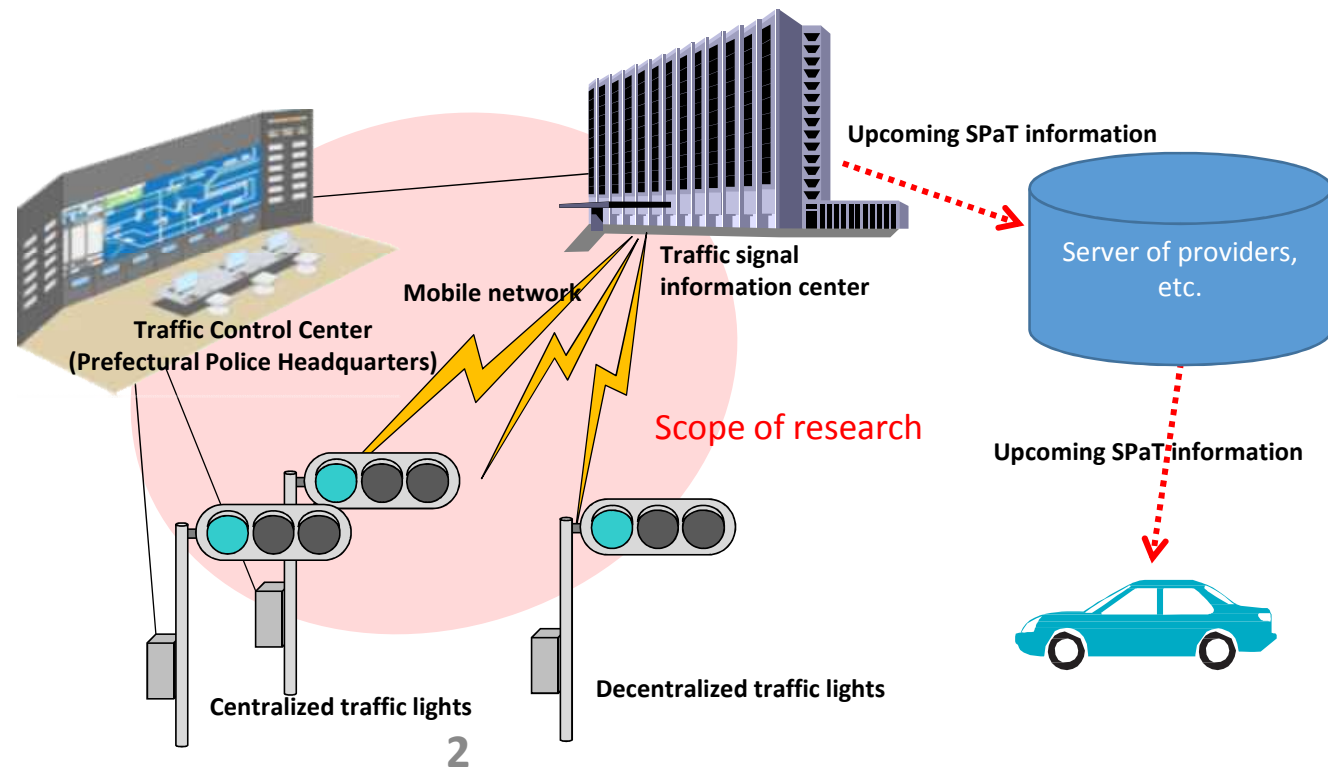 Upcoming SPaT information
Server of providers,
etc.
Traffic signal
information center
Mobile network
Traffic Control Center
(Prefectural Police Headquarters)
Scope of research
Upcoming SPaT information
Decentralized traffic lights
Centralized traffic lights
2